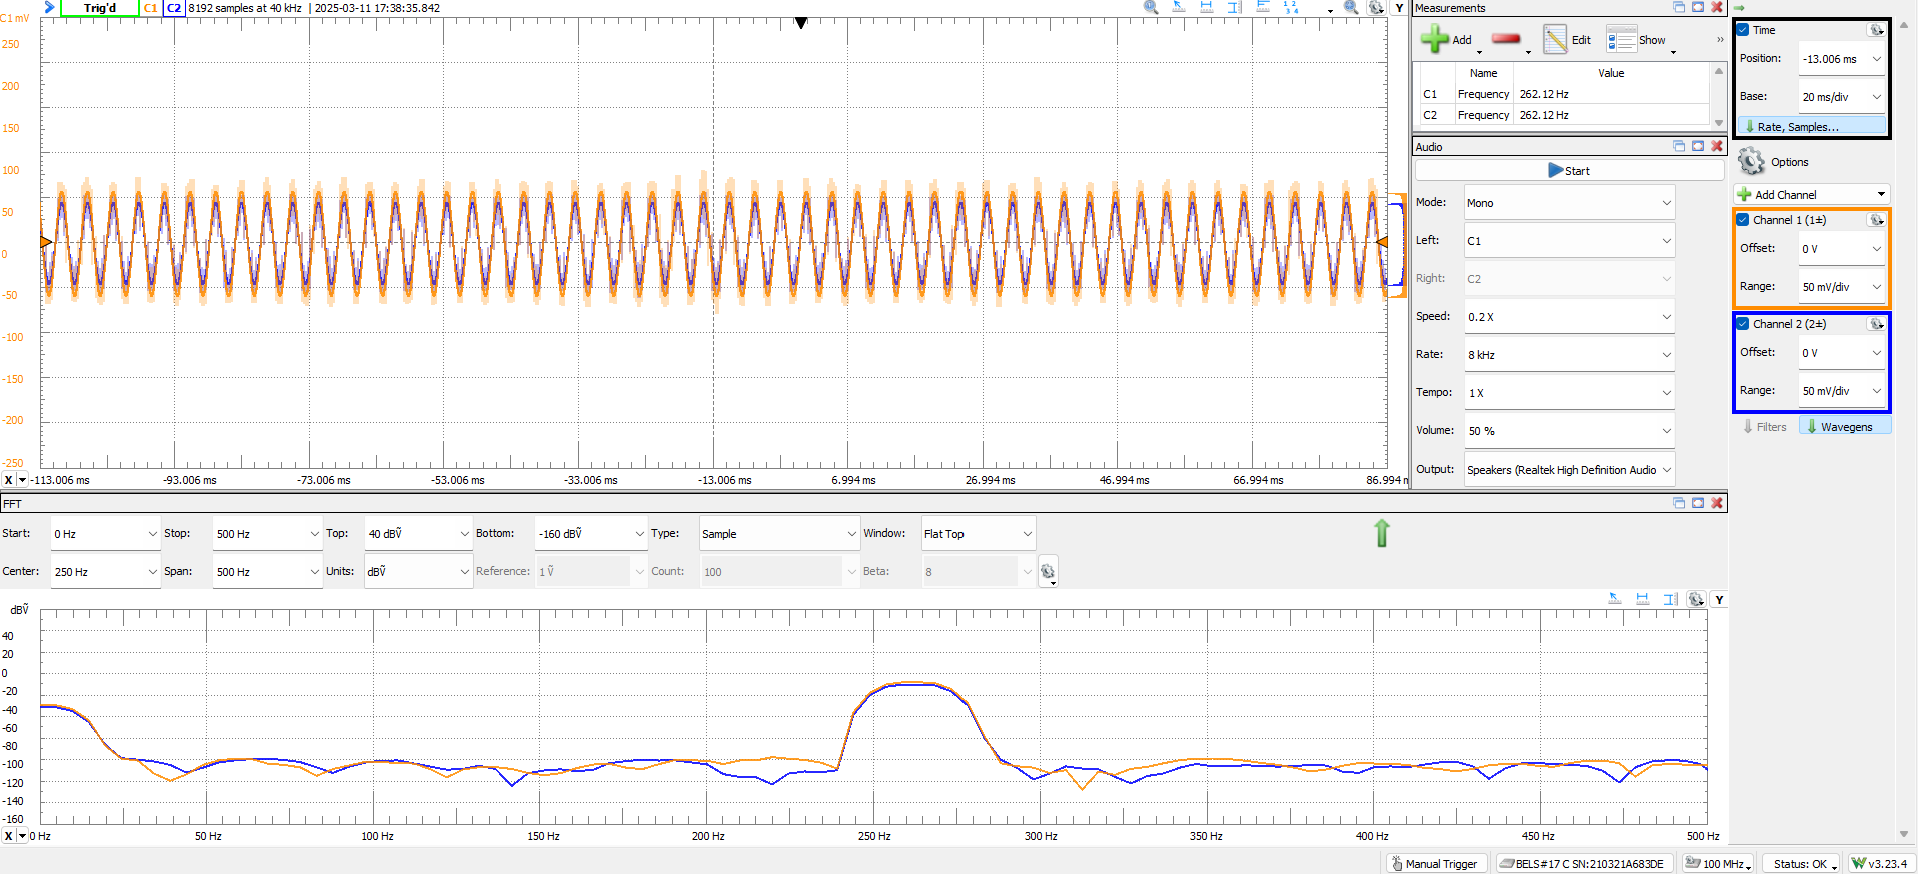 Trig'd C1 C2 8192 samples at 40 kHz | 2025-03-11 17:38:35.842
Y
C1 mV
250
200
150
100
50
0
-50
-100
-150
-200
-250
X
-113.006 ms -93.006 ms -73.006 ms -53.006 ms -33.006 ms -13.006 ms 6.994 ms 26.994 ms 46.994 ms 66.994 ms 86.994 m
Measurements
Add Edit Show »
Name Value
C1 Frequency 262.12 Hz
C2 Frequency 262.12 Hz
Audio
Start
Mode: Mono
Left: C1
Right: C2
Speed: 0.2 X
Rate: 8 kHz
Tempo: 1 X
Volume: 50 %
Output: Speakers (Realtek High Definition Audio
Time
Position: -13.006 ms
Base: 20 ms/div
Rate, Samples...
Options
Add Channel
Channel 1 (1±)
Offset: 0 V
Range: 50 mV/div
Channel 2 (2±)
Offset: 0 V
Range: 50 mV/div
Filters Wavegens
FFT
Start: 0 Hz Stop: 500 Hz Top: 40 dBṼ Bottom: -160 dBṼ Type: Sample Window: Flat Top
Center: 250 Hz Span: 500 Hz Units: dBṼ Reference: 1 Ṽ Count: 100 Beta: 8
Y
dBṼ
40
20
0
-20
-40
-60
-80
-100
-120
-140
-160
X
0 Hz 50 Hz 100 Hz 150 Hz 200 Hz 250 Hz 300 Hz 350 Hz 400 Hz 450 Hz 500 Hz
Manual Trigger BELS#17 C SN:210321A683DE 100 MHz Status: OK W v3.23.4